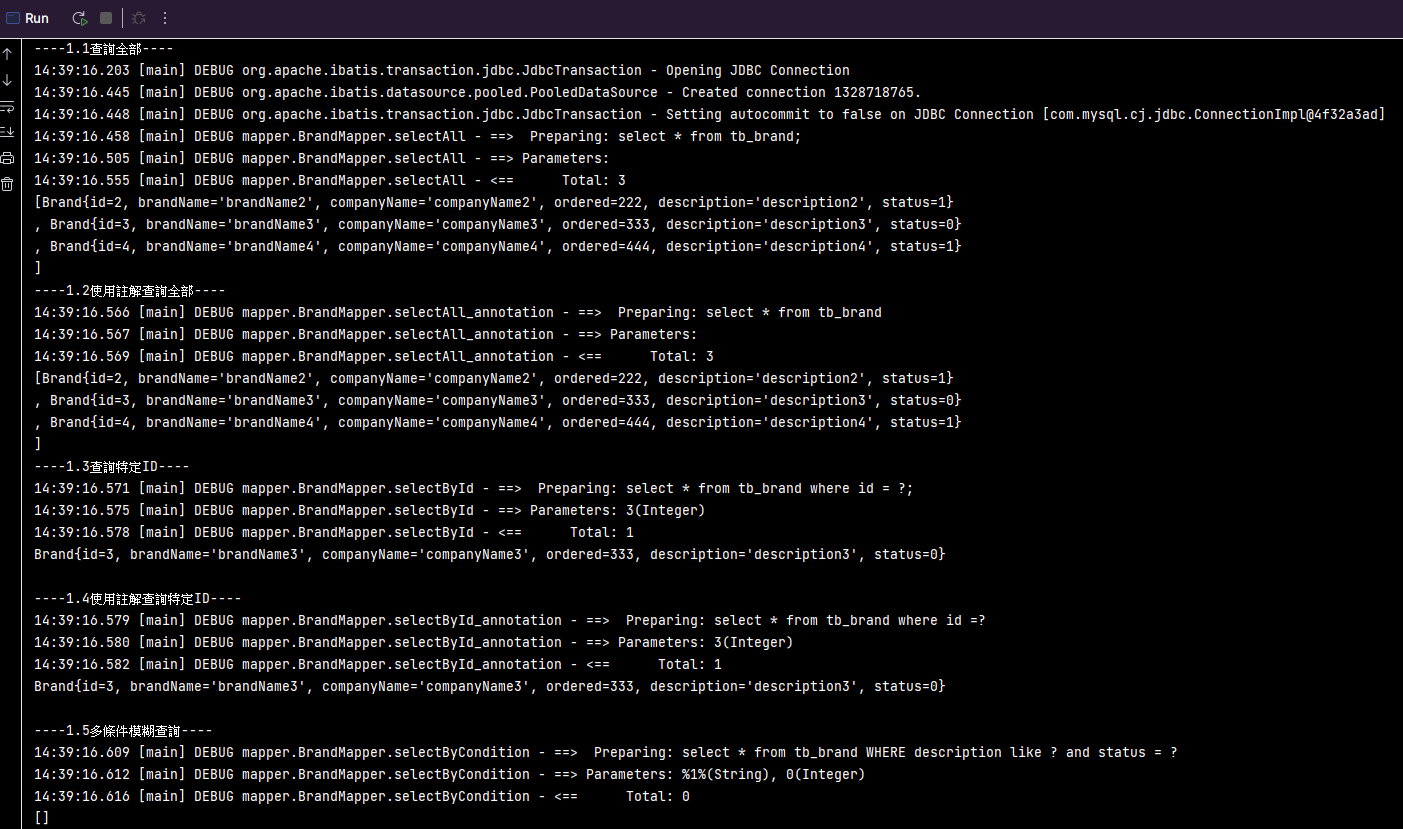 Run
----1.1查詢全部----
14:39:16.203 [main] DEBUG org.apache.ibatis.transaction.jdbc.JdbcTransaction - Opening JDBC Connection
14:39:16.445 [main] DEBUG org.apache.ibatis.datasource.pooled.PooledDataSource - Created connection 1328718765.
14:39:16.448 [main] DEBUG org.apache.ibatis.transaction.jdbc.JdbcTransaction - Setting autocommit to false on JDBC Connection [com.mysql.cj.jdbc.ConnectionImpl@4f32a3ad]
14:39:16.458 [main] DEBUG mapper.BrandMapper.selectAll - ==>  Preparing: select * from tb_brand;
14:39:16.505 [main] DEBUG mapper.BrandMapper.selectAll - ==> Parameters:
14:39:16.555 [main] DEBUG mapper.BrandMapper.selectAll - <==      Total: 3
[Brand{id=2, brandName='brandName2', companyName='companyName2', ordered=222, description='description2', status=1}
, Brand{id=3, brandName='brandName3', companyName='companyName3', ordered=333, description='description3', status=0}
, Brand{id=4, brandName='brandName4', companyName='companyName4', ordered=444, description='description4', status=1}
]
----1.2使用註解查詢全部----
14:39:16.566 [main] DEBUG mapper.BrandMapper.selectAll_annotation - ==>  Preparing: select * from tb_brand
14:39:16.567 [main] DEBUG mapper.BrandMapper.selectAll_annotation - ==> Parameters:
14:39:16.569 [main] DEBUG mapper.BrandMapper.selectAll_annotation - <==      Total: 3
[Brand{id=2, brandName='brandName2', companyName='companyName2', ordered=222, description='description2', status=1}
, Brand{id=3, brandName='brandName3', companyName='companyName3', ordered=333, description='description3', status=0}
, Brand{id=4, brandName='brandName4', companyName='companyName4', ordered=444, description='description4', status=1}
]
----1.3查詢特定ID----
14:39:16.571 [main] DEBUG mapper.BrandMapper.selectById - ==>  Preparing: select * from tb_brand where id = ?;
14:39:16.575 [main] DEBUG mapper.BrandMapper.selectById - ==> Parameters: 3(Integer)
14:39:16.578 [main] DEBUG mapper.BrandMapper.selectById - <==      Total: 1
Brand{id=3, brandName='brandName3', companyName='companyName3', ordered=333, description='description3', status=0}
----1.4使用註解查詢特定ID----
14:39:16.579 [main] DEBUG mapper.BrandMapper.selectById_annotation - ==>  Preparing: select * from tb_brand where id =?
14:39:16.580 [main] DEBUG mapper.BrandMapper.selectById_annotation - ==> Parameters: 3(Integer)
14:39:16.582 [main] DEBUG mapper.BrandMapper.selectById_annotation - <==      Total: 1
Brand{id=3, brandName='brandName3', companyName='companyName3', ordered=333, description='description3', status=0}
----1.5多條件模糊查詢----
14:39:16.609 [main] DEBUG mapper.BrandMapper.selectByCondition - ==>  Preparing: select * from tb_brand WHERE description like ? and status = ?
14:39:16.612 [main] DEBUG mapper.BrandMapper.selectByCondition - ==> Parameters: %1%(String), 0(Integer)
14:39:16.616 [main] DEBUG mapper.BrandMapper.selectByCondition - <==      Total: 0
[]